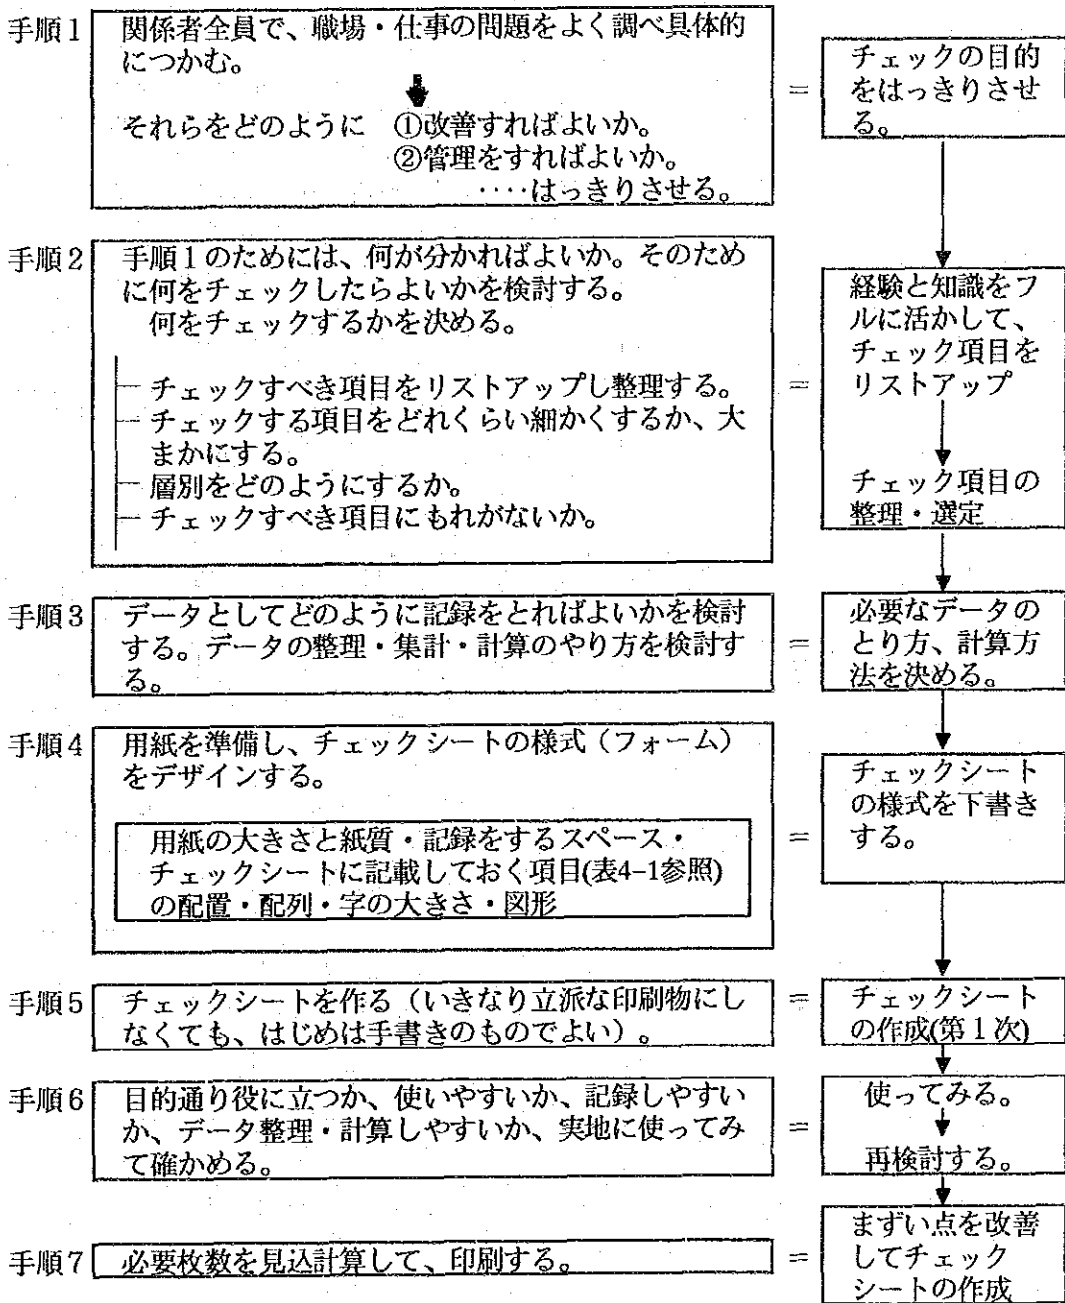 手順1
関係者全員で、職場・仕事の問題をよく調べ具体的
につかむ。
それらをどのように ①改善すればよいか。
②管理をすればよいか。
‥‥はっきりさせる。
=
チェックの目的
をはっきりさせ
る。
手順2
手順1のためには、何が分かればよいか。そのため
に何をチェックしたらよいかを検討する。
何をチェックするかを決める。
チェックすべき項目をリストアップし整理する。
チェックする項目をどれくらい細かくするか、大
まかにする。
層別をどのようにするか。
チェックすべき項目にもれがないか。
=
経験と知識をフ
ルに活かして、
チェック項目を
リストアップ
チェック項目の
整理・選定
手順3
データとしてどのように記録をとればよいかを検討
する。データの整理・集計・計算のやり方を検討す
る。
=
必要なデータの
とり方、計算方
法を決める。
手順4
用紙を準備し、チェックシートの様式（フォーム）
をデザインする。
用紙の大きさと紙質・記録をするスペース・
チェックシートに記載しておく項目(表4-1参照)
の配置・配列・字の大きさ・図形
=
チェックシート
の様式を下書き
する。
手順5
チェックシートを作る（いきなり立派な印刷物にし
なくても、はじめは手書きのものでよい）。
=
チェックシート
の作成(第1次)
手順6
目的通り役に立つか、使いやすいか、記録しやすい
か、データ整理・計算しやすいか、実地に使ってみ
て確かめる。
=
使ってみる。
再検討する。
手順7
必要枚数を見込計算して、印刷する。
=
まずい点を改善
してチェック
シートの作成